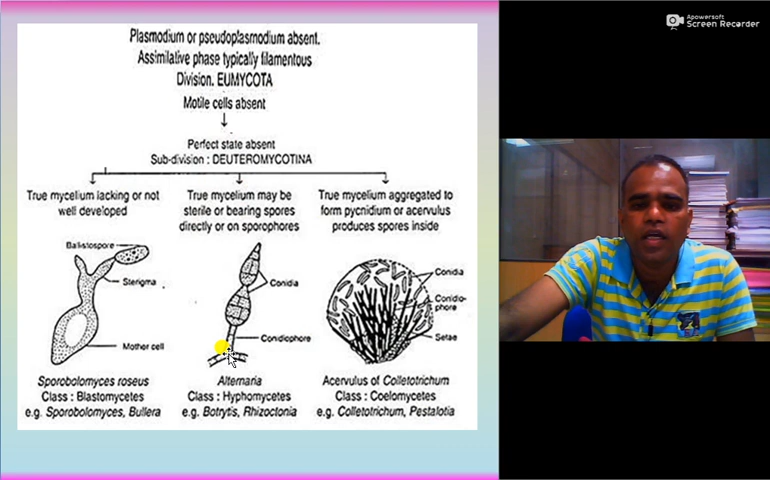 Apowersoft
Screen Recorder
Plasmodium or pseudoplasmodium absent.
Assimilative phase typically filamentous
Division. EUMYCOTA
Motile cells absent
Perfect state absent
Sub-division : DEUTEROMYCOTINA
True mycelium lacking or not
well developed
True mycelium may be
sterile or bearing spores
directly or on sporophores
True mycelium aggregated to
form pycnidium or acervulus
produces spores inside
Ballistospore
Sterigma
Mother cell
Conidia
Conidiophore
Conidia
Conidio-
phore
Setae
Sporobolomyces roseus
Class : Blastomycetes
e.g. Sporobolomyces, Bullera
Alternaria
Class : Hyphomycetes
e.g. Botrytis, Rhizoctonia
Acervulus of Colletotrichum
Class : Coelomycetes
e.g. Colletotrichum, Pestalotia